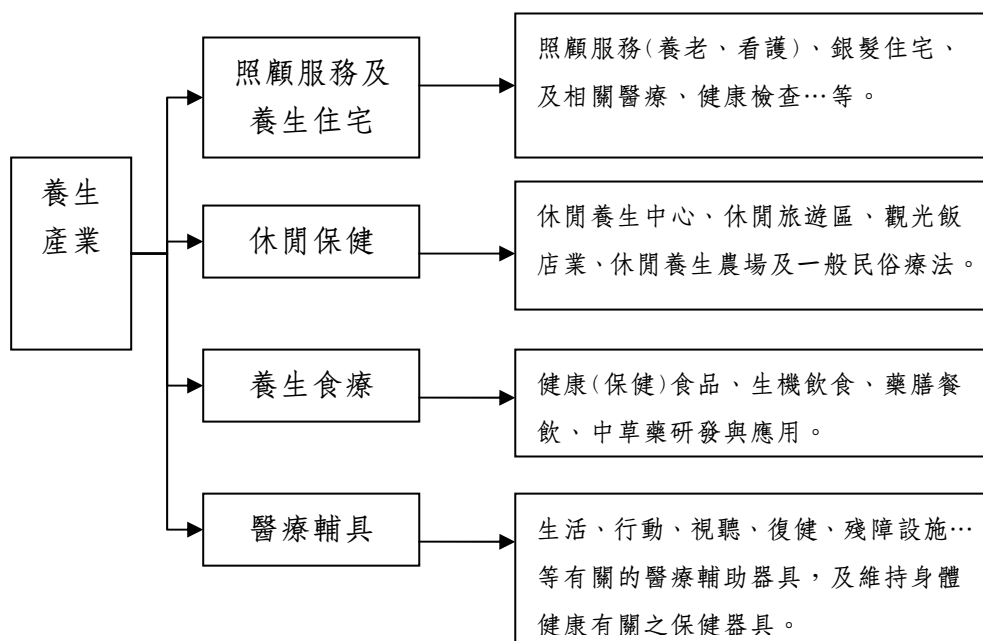 養生
產業
照顧服務及
養生住宅
照顧服務(養老、看護)、銀髮住宅、
及相關醫療、健康檢查…等。
休閒保健
休閒養生中心、休閒旅遊區、觀光飯
店業、休閒養生農場及一般民俗療法。
養生食療
健康(保健)食品、生機飲食、藥膳餐
飲、中草藥研發與應用。
醫療輔具
生活、行動、視聽、復健、殘障設施…
等有關的醫療輔助器具，及維持身體
健康有關之保健器具。